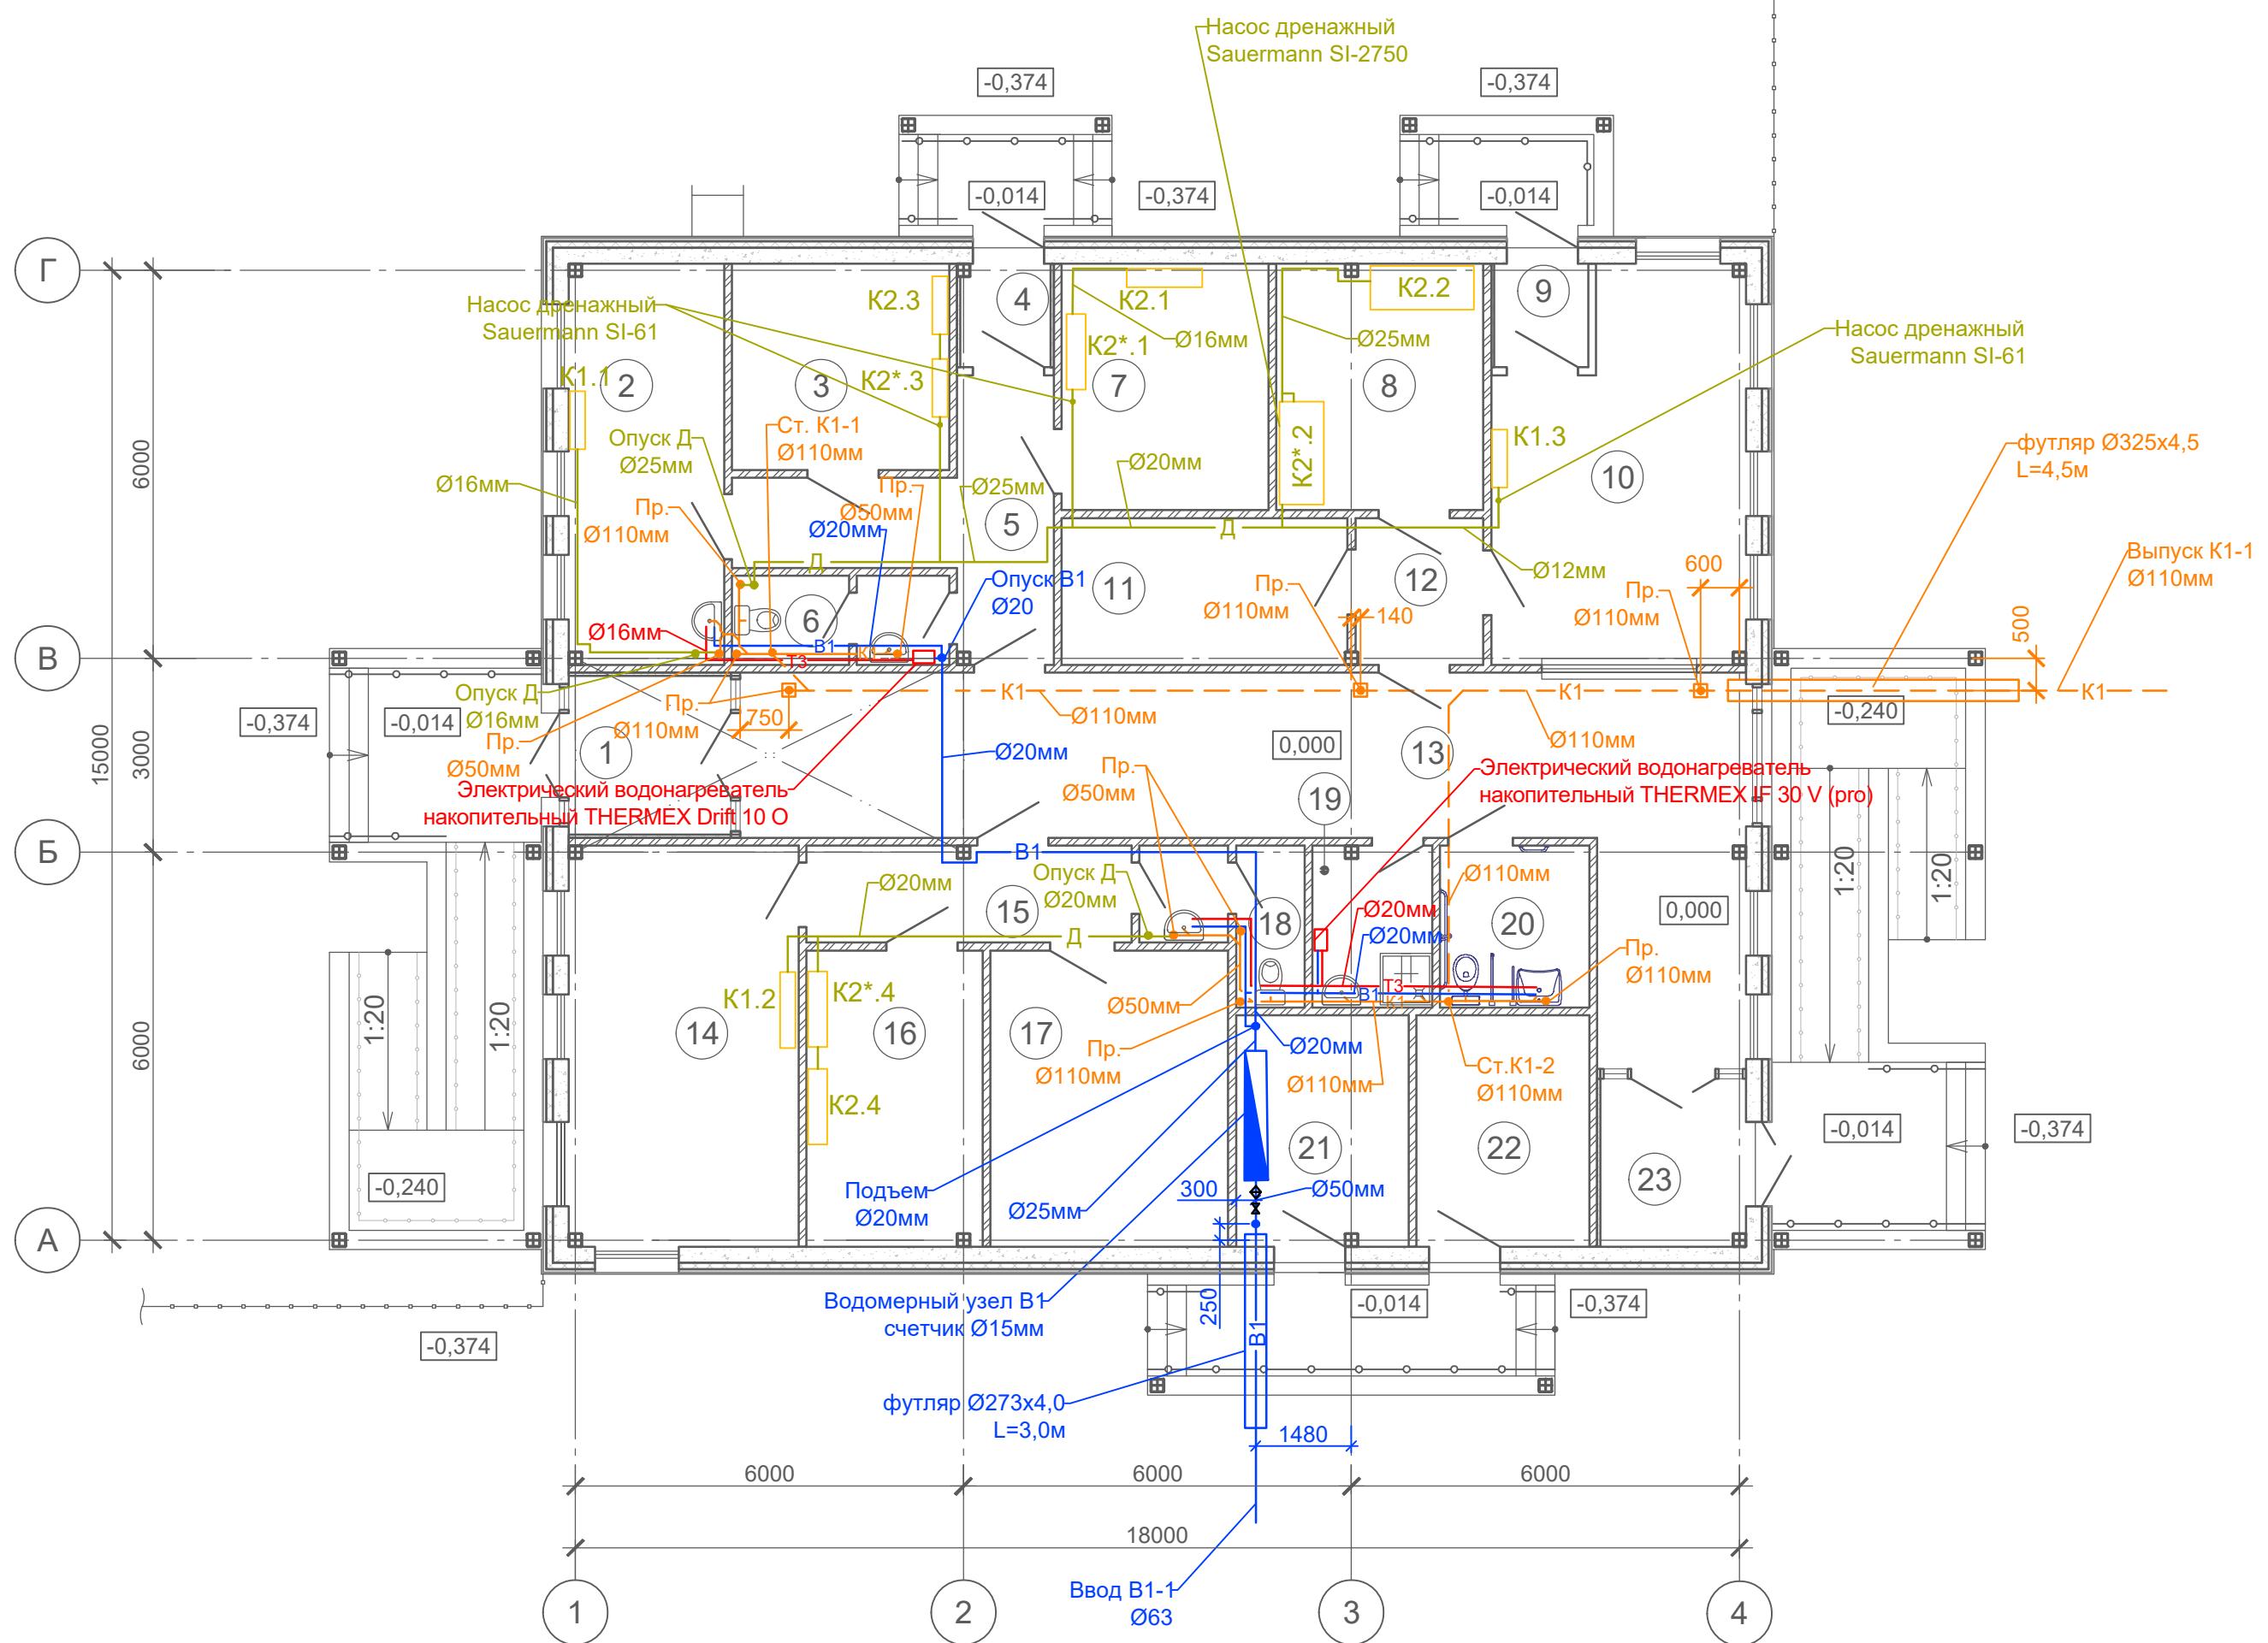 Насос дренажный
Sauermann SI-2750
-0,374
-0,374
-0,014
-0,374
-0,014
Г
К2.3
4
К2.1
К2.2
9
Насос дренажный
Sauermann SI-61
К2*.1
Ø16мм
Ø25мм
Насос дренажный
Sauermann SI-61
К1.1
2
3
К2*.3
7
8
Ст. К1-1
Ø110мм
Опуск Д
Ø25мм
К2*.2
К1.3
10
футляр Ø325х4,5
L=4,5м
6000
Ø16мм
Ø20мм
Пр.
Ø50мм
Ø25мм
Пр.
Ø110мм
Ø20мм
5
Д
Д
Выпуск К1-1
Ø110мм
600
Ø12мм
Опуск В1
Ø20
11
12
Пр.
Ø110мм
Пр.
Ø110мм
140
6
500
Ø16мм
В1
К1
Т3
В
Опуск Д
Ø16мм
К1
К1
К1
Пр.
Ø110мм
750
Ø110мм
-0,374
-0,014
-0,240
Пр.
Ø50мм
1
Ø20мм
0,000
13
Ø110мм
15000
3000
Пр.
Ø50мм
Электрический водонагреватель
накопительный THERMEX Drift 10 O
Электрический водонагреватель
накопительный THERMEX IF 30 V (pro)
19
Б
В1
Опуск Д
Ø20мм
Ø20мм
Ø110мм
1:20
1:20
15
18
Ø20мм
20
0,000
Д
Ø20мм
Пр.
Ø110мм
К1.2
К2*.4
Ø50мм
Т3
В1
К1
1:20
1:20
14
16
17
6000
Пр.
Ø110мм
Ø20мм
Ø110мм
Ст.К1-2
Ø110мм
К2.4
21
22
23
-0,014
-0,374
-0,240
Подъем
Ø20мм
Ø25мм
300
Ø50мм
А
Водомерный узел В1
счетчик Ø15мм
250
В1
-0,014
-0,374
-0,374
футляр Ø273х4,0
L=3,0м
1480
6000
6000
6000
18000
Ввод В1-1
Ø63
1
2
3
4